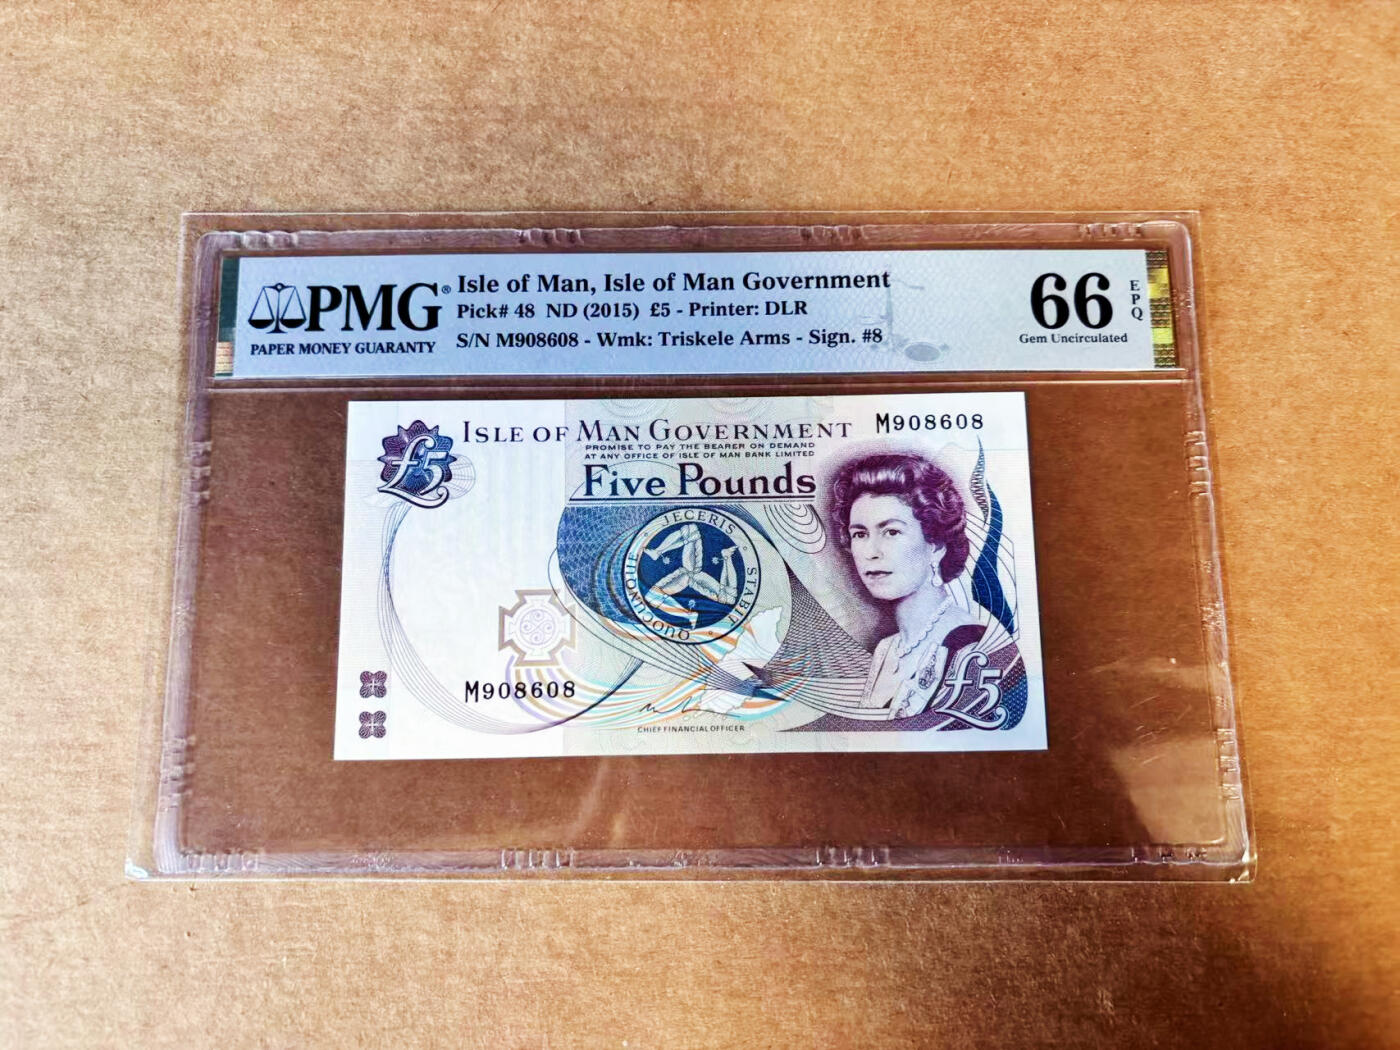 PMG®
PAPER MONEY GUARANTY
Isle of Man, Isle of Man Government
Pick# 48 ND (2015) £5 - Printer: DLR
S/N M908608 - Wmk: Triskele Arms - Sign. #8
66
EPQ
Gem Uncirculated
£5
ISLE OF MAN GOVERNMENT
M908608
PROMISE TO PAY THE BEARER ON DEMAND
AT ANY OFFICE OF ISLE OF MAN BANK LIMITED
Five Pounds
QUOCUNQUE JECERIS STABIT
M908608
CHIEF FINANCIAL OFFICER
£5